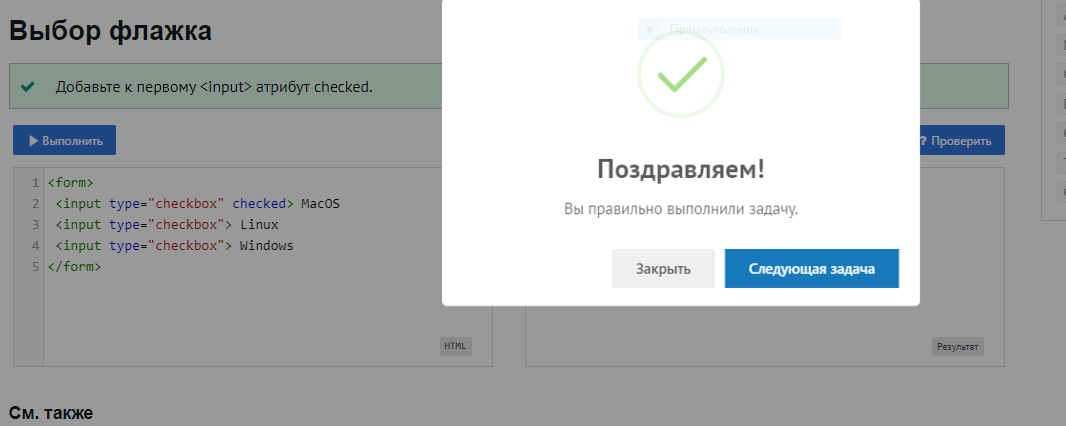 Выбор флажка
Добавьте к первому <input> атрибут checked.
Выполнить
Проверить
1 <form>
2 <input type="checkbox" checked> MacOS
3 <input type="checkbox"> Linux
4 <input type="checkbox"> Windows
5 </form>
HTML
Результат
Прямоугольник
Поздравляем!
Вы правильно выполнили задачу.
Закрыть
Следующая задача
См. также